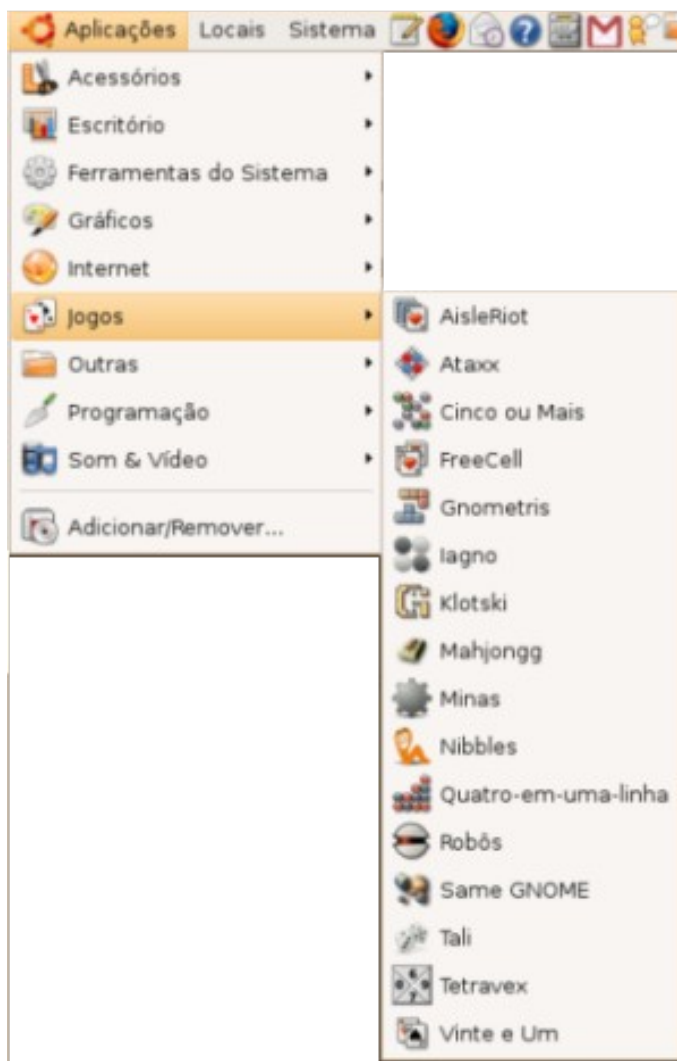 Aplicações Locais Sistema
Acessórios
Escritório
Ferramentas do Sistema
Gráficos
Internet
Jogos
Outras
Programação
Som & Vídeo
Adicionar/Remover...
AisleRiot
Ataxx
Cinco ou Mais
FreeCell
Gnometris
Iagno
Klotski
Mahjongg
Minas
Nibbles
Quatro-em-uma-linha
Robôs
Same GNOME
Tali
Tetravex
Vinte e Um